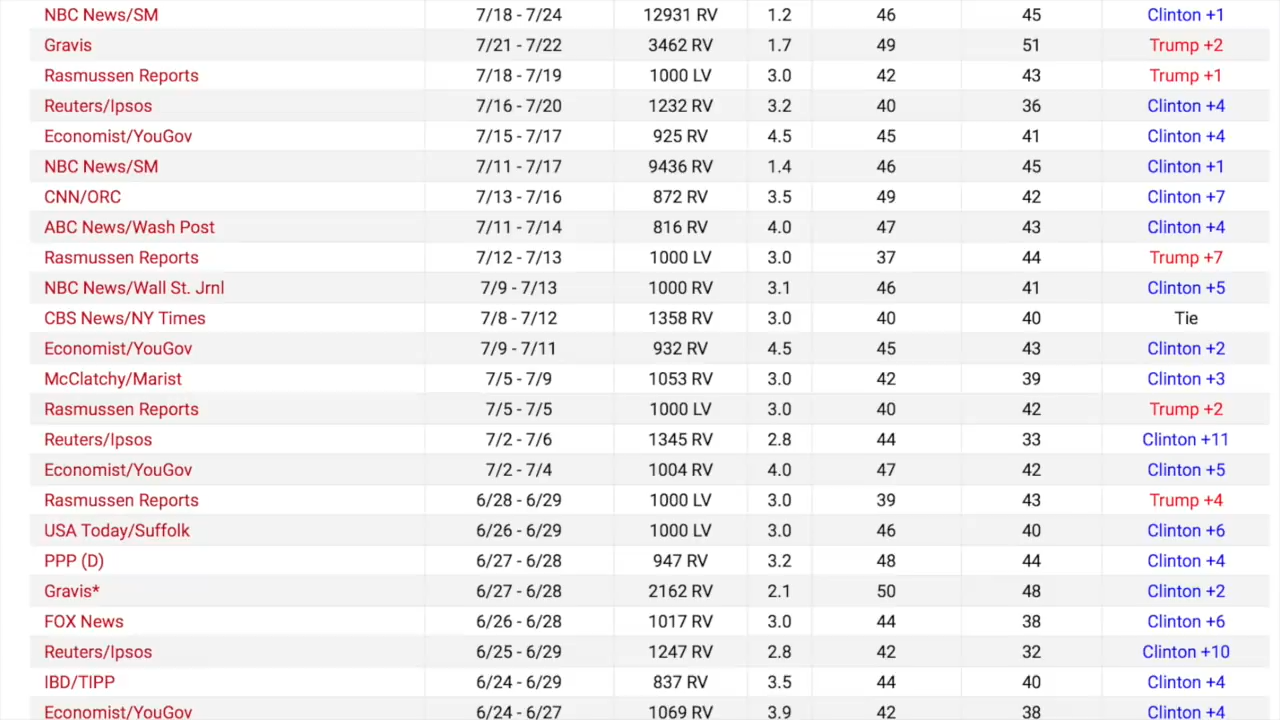 NBC News/SM 7/18 - 7/24 12931 RV 1.2 46 45 Clinton +1
Gravis 7/21 - 7/22 3462 RV 1.7 49 51 Trump +2
Rasmussen Reports 7/18 - 7/19 1000 LV 3.0 42 43 Trump +1
Reuters/Ipsos 7/16 - 7/20 1232 RV 3.2 40 36 Clinton +4
Economist/YouGov 7/15 - 7/17 925 RV 4.5 45 41 Clinton +4
NBC News/SM 7/11 - 7/17 9436 RV 1.4 46 45 Clinton +1
CNN/ORC 7/13 - 7/16 872 RV 3.5 49 42 Clinton +7
ABC News/Wash Post 7/11 - 7/14 816 RV 4.0 47 43 Clinton +4
Rasmussen Reports 7/12 - 7/13 1000 LV 3.0 37 44 Trump +7
NBC News/Wall St. Jrnl 7/9 - 7/13 1000 RV 3.1 46 41 Clinton +5
CBS News/NY Times 7/8 - 7/12 1358 RV 3.0 40 40 Tie
Economist/YouGov 7/9 - 7/11 932 RV 4.5 45 43 Clinton +2
McClatchy/Marist 7/5 - 7/9 1053 RV 3.0 42 39 Clinton +3
Rasmussen Reports 7/5 - 7/5 1000 LV 3.0 40 42 Trump +2
Reuters/Ipsos 7/2 - 7/6 1345 RV 2.8 44 33 Clinton +11
Economist/YouGov 7/2 - 7/4 1004 RV 4.0 47 42 Clinton +5
Rasmussen Reports 6/28 - 6/29 1000 LV 3.0 39 43 Trump +4
USA Today/Suffolk 6/26 - 6/29 1000 LV 3.0 46 40 Clinton +6
PPP (D) 6/27 - 6/28 947 RV 3.2 48 44 Clinton +4
Gravis* 6/27 - 6/28 2162 RV 2.1 50 48 Clinton +2
FOX News 6/26 - 6/28 1017 RV 3.0 44 38 Clinton +6
Reuters/Ipsos 6/25 - 6/29 1247 RV 2.8 42 32 Clinton +10
IBD/TIPP 6/24 - 6/29 837 RV 3.5 44 40 Clinton +4
Economist/YouGov 6/24 - 6/27 1069 RV 3.9 42 38 Clinton +4